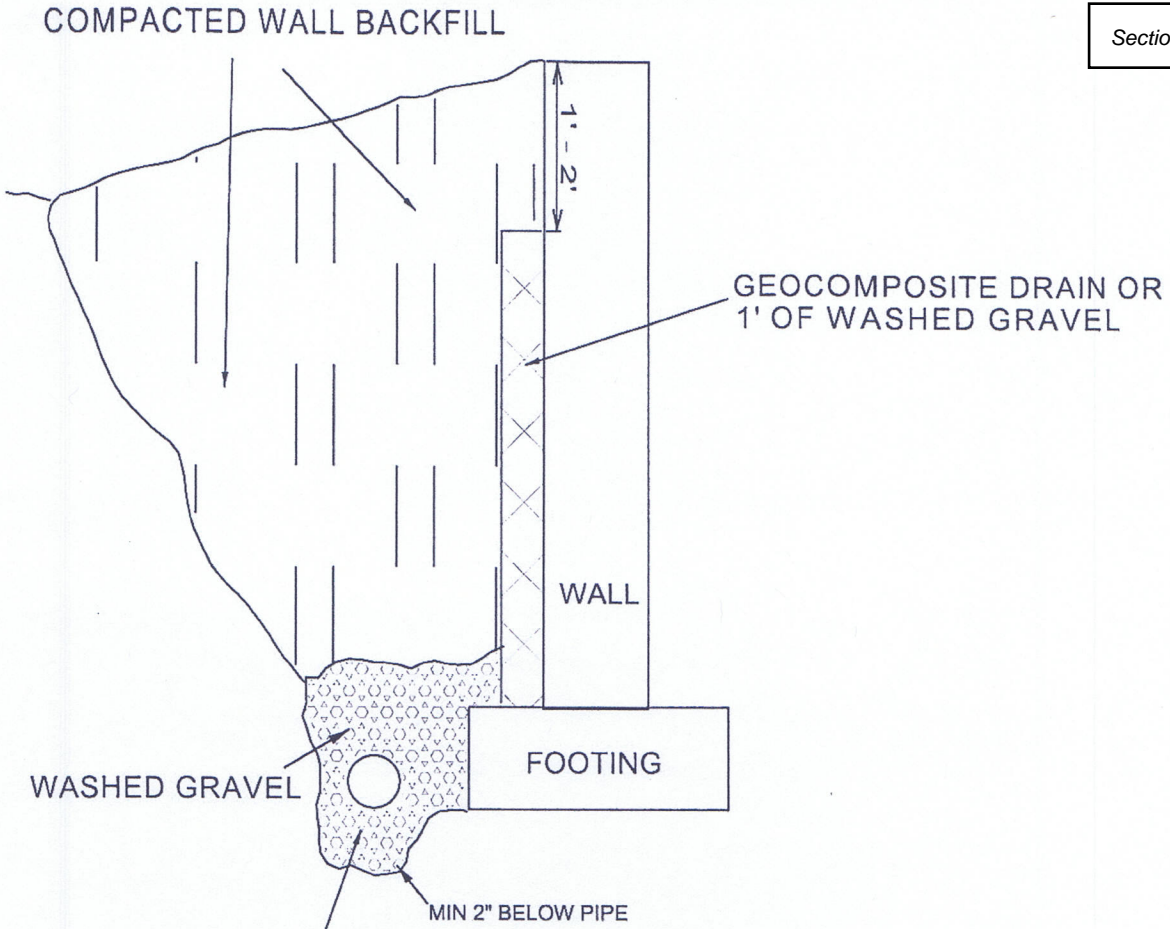 COMPACTED WALL BACKFILL
Sectio
1' - 2'
GEOCOMPOSITE DRAIN OR
1' OF WASHED GRAVEL
WALL
FOOTING
WASHED GRAVEL
MIN 2" BELOW PIPE